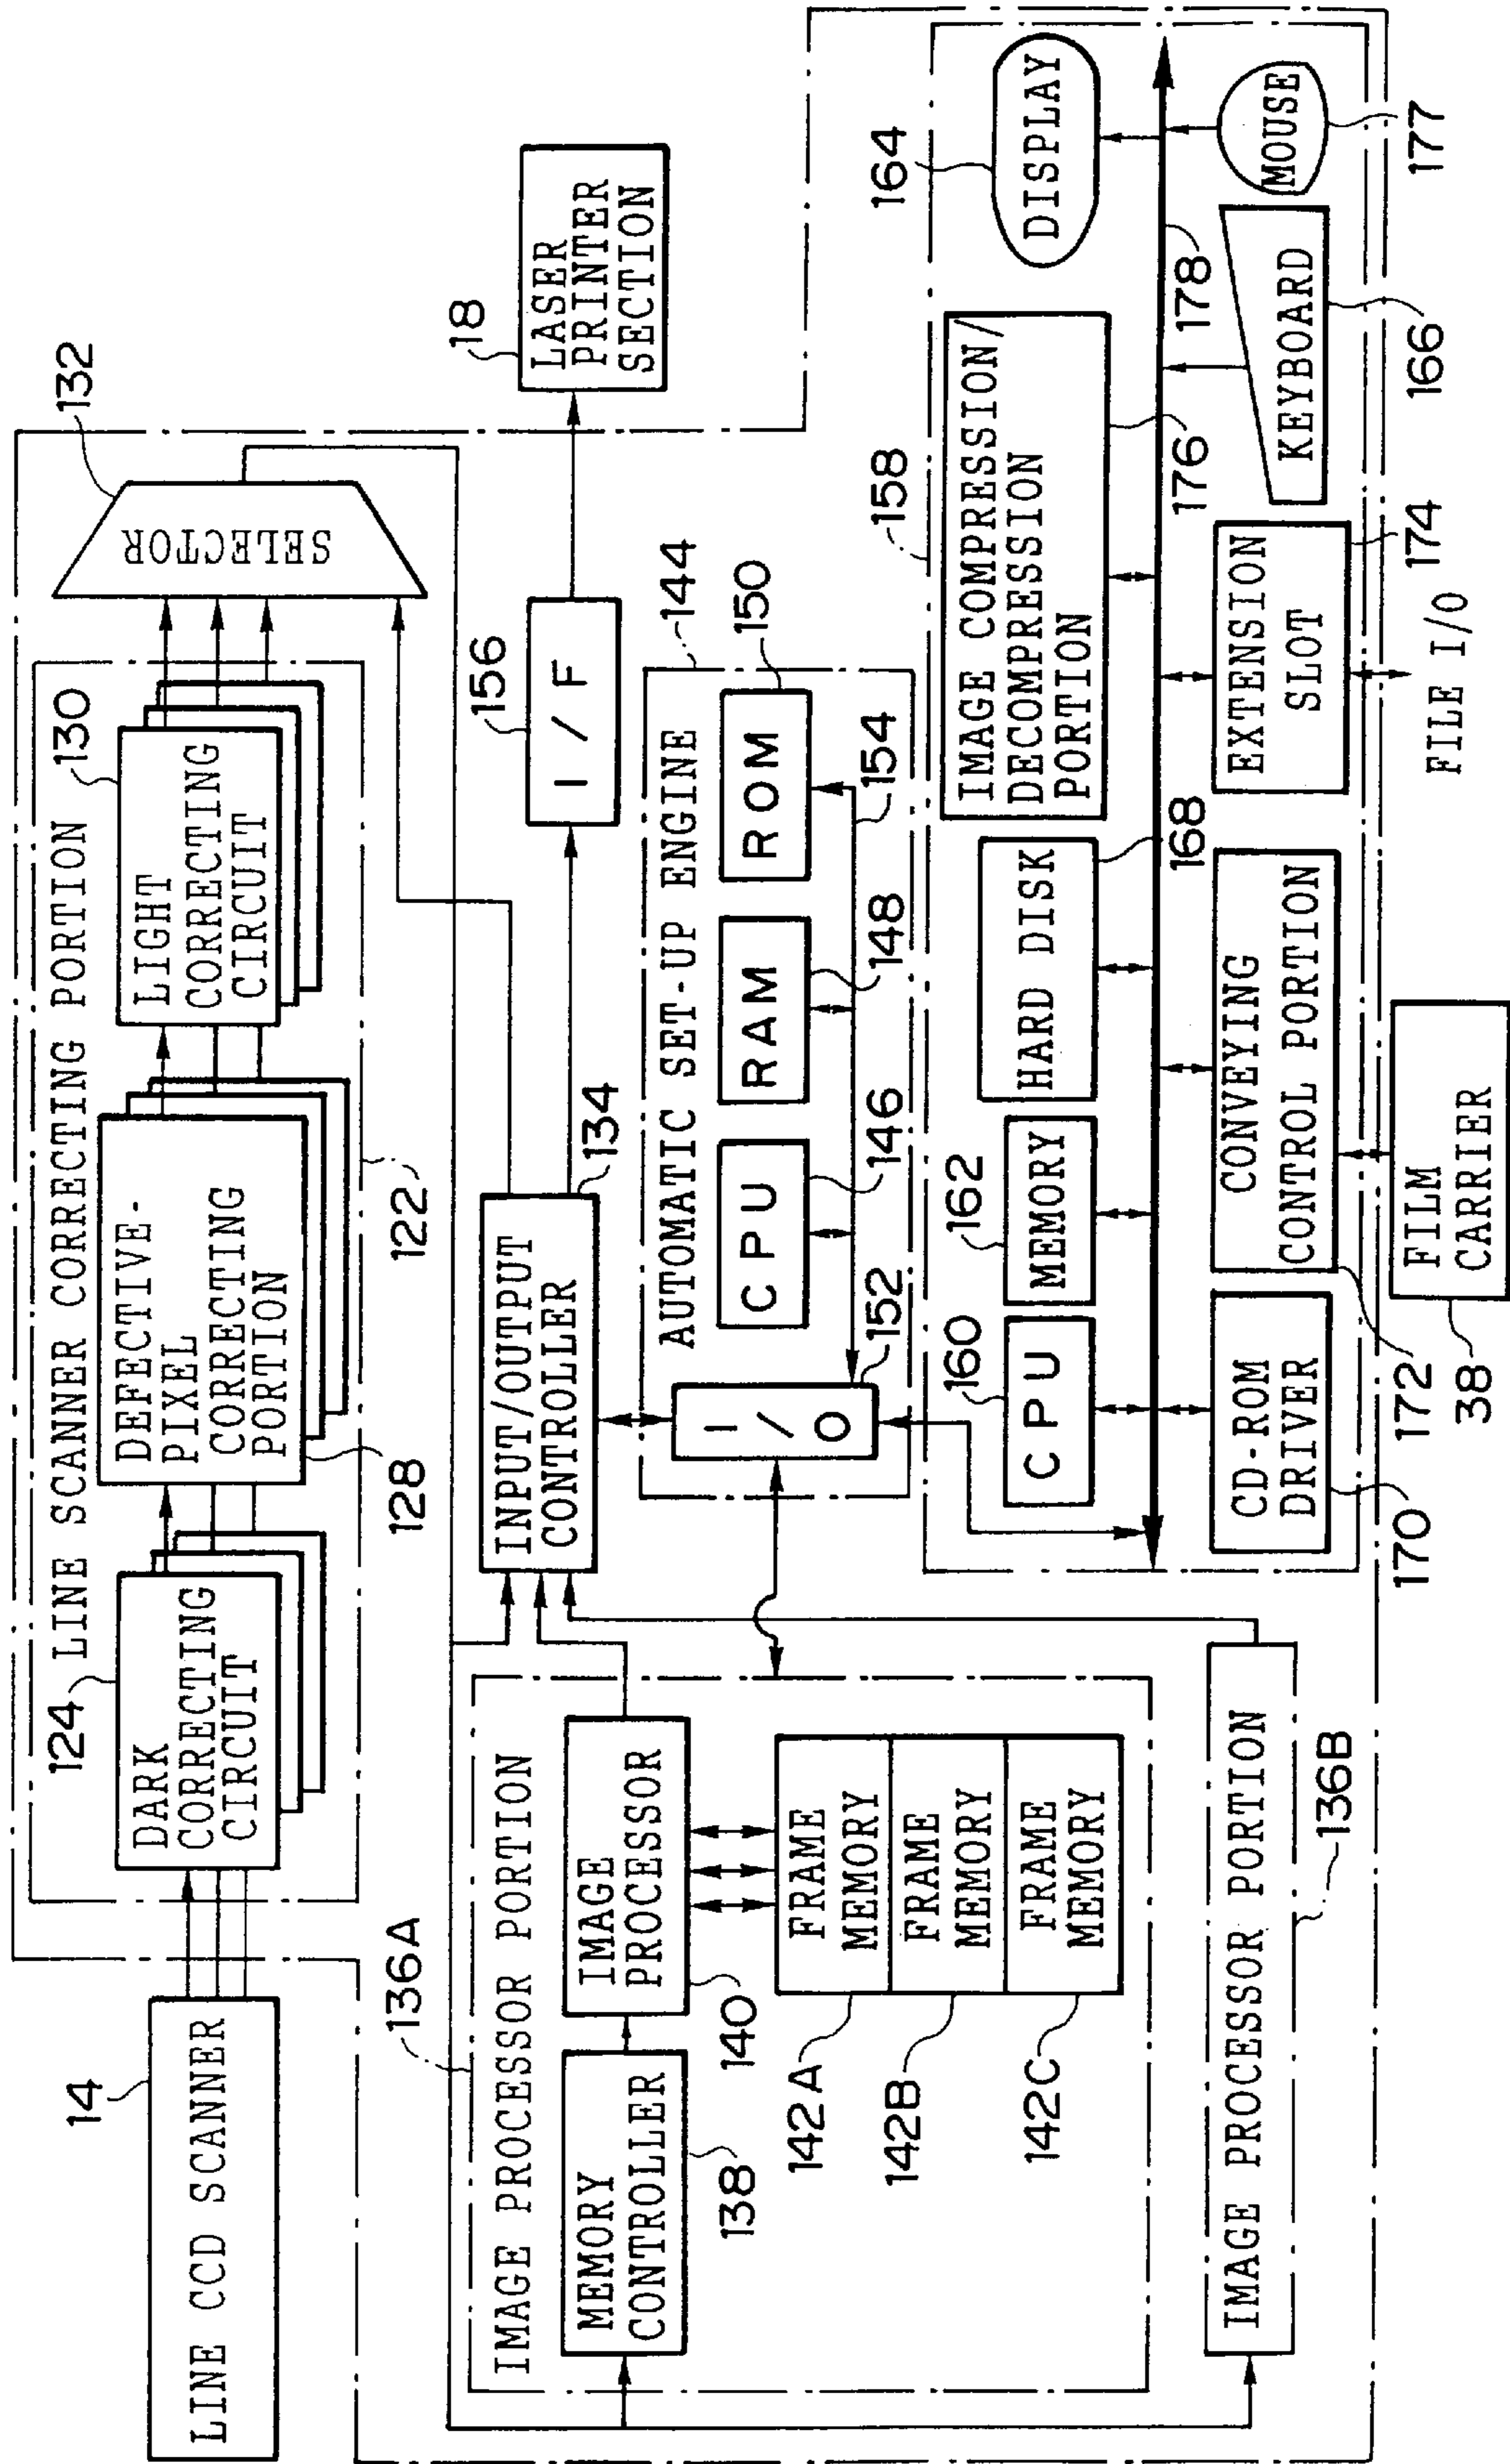 14
LINE CCD SCANNER
124
LINE SCANNER CORRECTING PORTION
DARK
CORRECTING
CIRCUIT
DEFECTIVE-
PIXEL
CORRECTING
PORTION
128
130
LIGHT
CORRECTING
CIRCUIT
122
132
SELECTOR
18
LASER
PRINTER
SECTION
156
I/F
134
INPUT/OUTPUT
CONTROLLER
136A
IMAGE PROCESSOR PORTION
MEMORY
CONTROLLER
138
IMAGE
PROCESSOR
140
FRAME
MEMORY
FRAME
MEMORY
FRAME
MEMORY
142A
142B
142C
IMAGE PROCESSOR PORTION
136B
144
AUTOMATIC SET-UP ENGINE
I/O
152
CPU
146
RAM
148
ROM
150
154
158
160
CPU
162
MEMORY
HARD DISK
168
IMAGE COMPRESSION/
DECOMPRESSION
PORTION
176
164
DISPLAY
178
CD-ROM
DRIVER
170
CONVEYING
CONTROL PORTION
172
EXTENSION
SLOT
174
KEYBOARD
166
MOUSE
177
FILE I/O
FILM
CARRIER
38